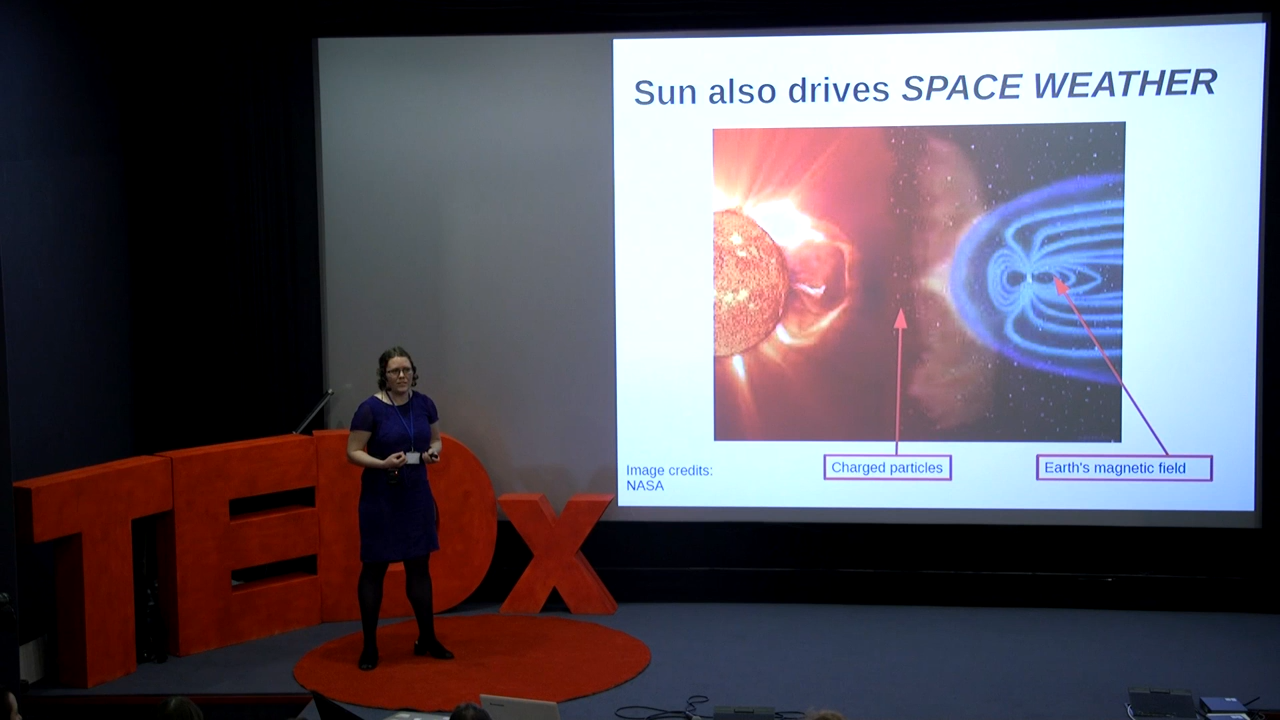 Sun also drives SPACE WEATHER
Image credits:
NASA
Charged particles
Earth's magnetic field
TEDx